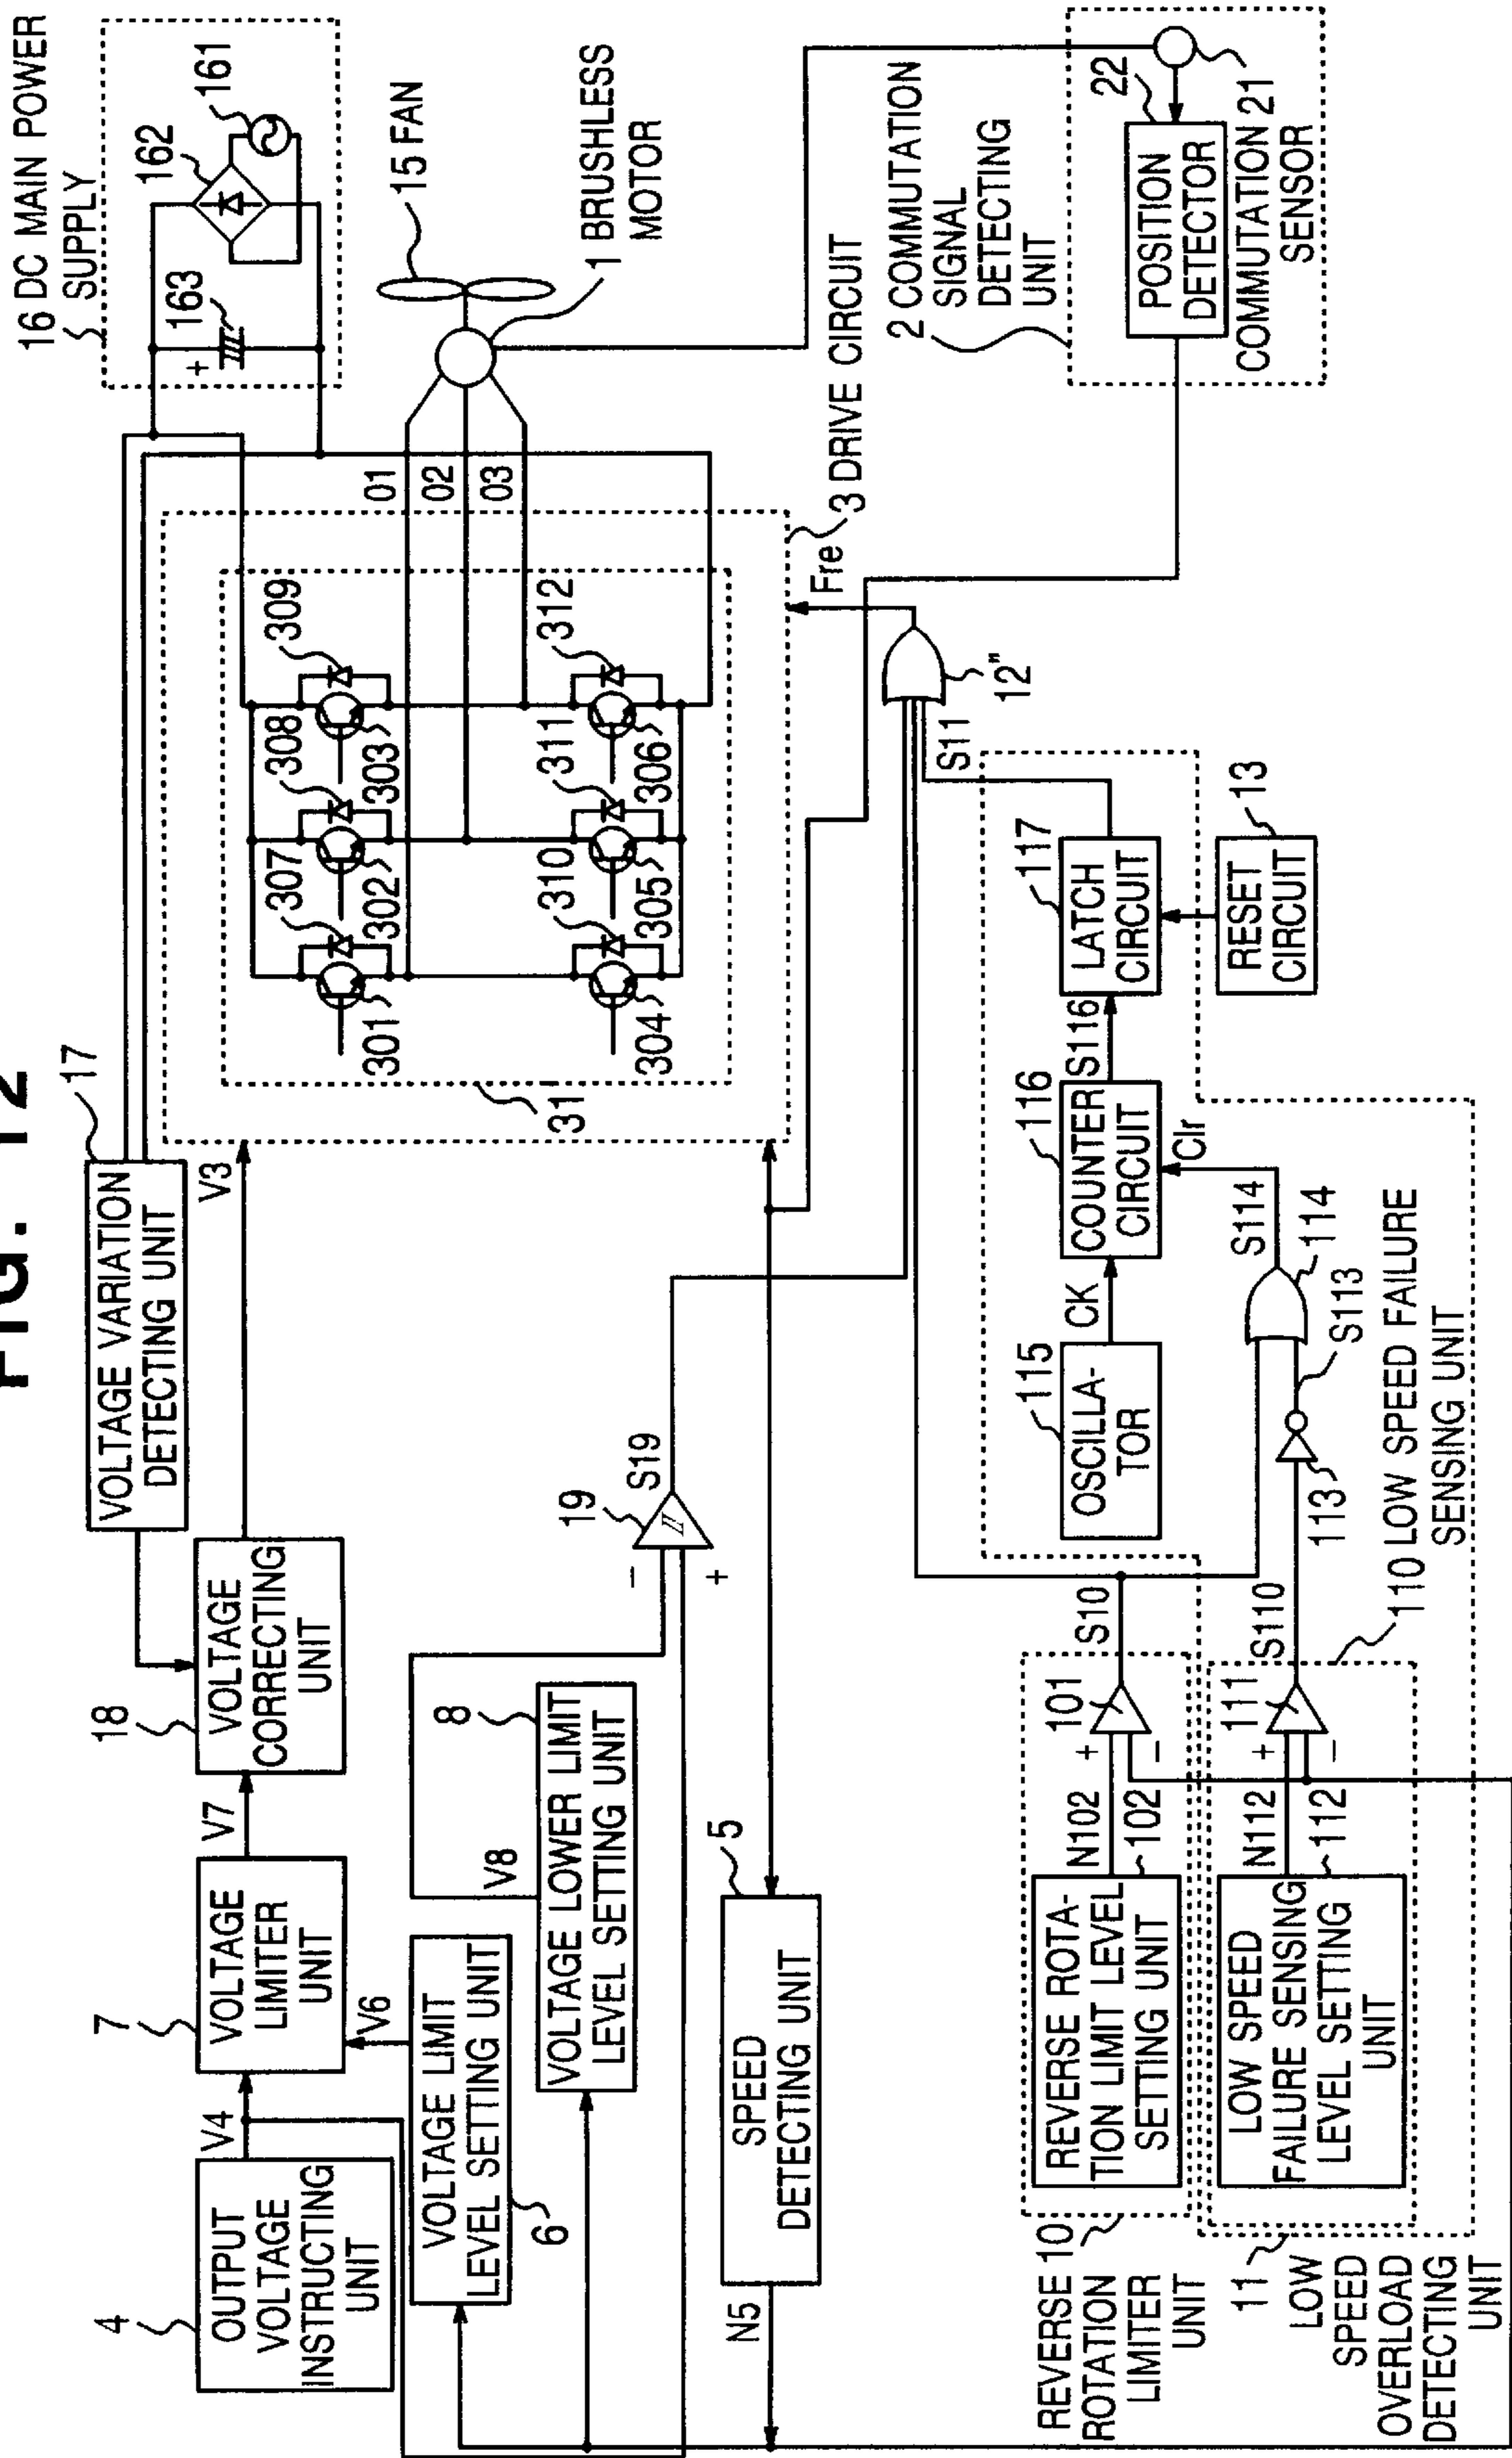 FIG. 12
16 DC MAIN POWER
SUPPLY
161
162
163
+
15 FAN
1 BRUSHLESS
MOTOR
17
VOLTAGE VARIATION
DETECTING UNIT
18
VOLTAGE
CORRECTING
UNIT
V3
V7
7
VOLTAGE
LIMITER
UNIT
V6
V4
4
OUTPUT
VOLTAGE
INSTRUCTING
UNIT
VOLTAGE LIMIT
LEVEL SETTING UNIT
6
8
VOLTAGE LOWER LIMIT
LEVEL SETTING UNIT
V8
19
S19
−
+
5
SPEED
DETECTING UNIT
N5
31
301
302
303
304
305
306
307
308
309
310
311
312
O1
O2
O3
3 DRIVE CIRCUIT
Fre
12"
2 COMMUTATION
SIGNAL
DETECTING
UNIT
22
POSITION
DETECTOR
COMMUTATION 21
SENSOR
S11
117
LATCH
CIRCUIT
13
RESET
CIRCUIT
S116
116
COUNTER
CIRCUIT
Clr
CK
115
OSCILLA-
TOR
S114
114
S113
113
110 LOW SPEED FAILURE
SENSING UNIT
S10
101
+
−
N102
102
REVERSE ROTA-
TION LIMIT LEVEL
SETTING UNIT
REVERSE 10
ROTATION
LIMITER
UNIT
S110
111
+
−
N112
112
LOW SPEED
FAILURE SENSING
LEVEL SETTING
UNIT
11
LOW
SPEED
OVERLOAD
DETECTING
UNIT